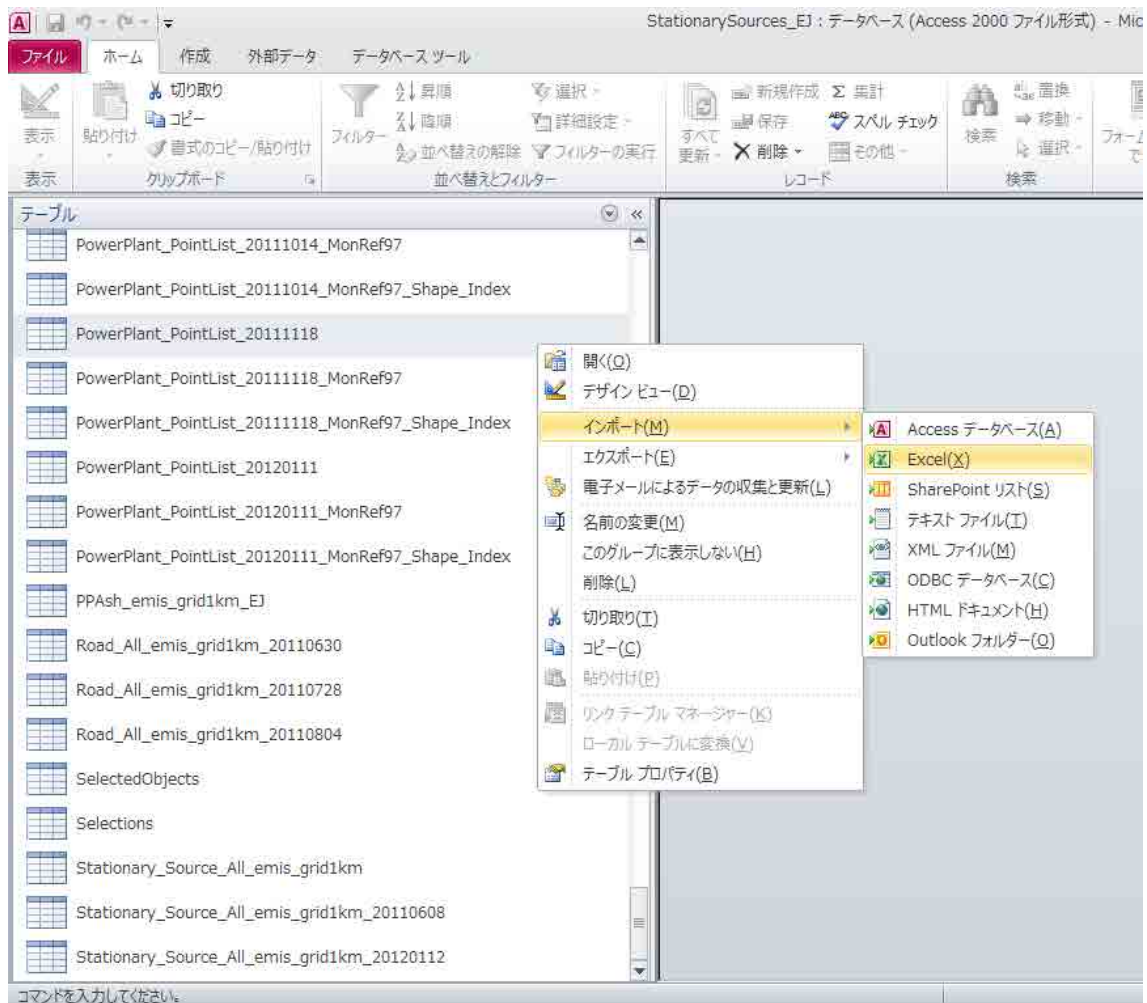 StationarySources_EJ : データベース (Access 2000 ファイル形式) - Mic
ファイル ホーム 作成 外部データ データベース ツール
表示
貼り付け
切り取り
コピー
書式のコピー/貼り付け
フィルター
昇順
降順
並べ替えの解除
選択
詳細設定
フィルターの実行
すべて
更新
新規作成
保存
削除
集計
スペル チェック
その他
検索
置換
移動
選択
フォーム
で
表示 クリップボード 並べ替えとフィルター レコード 検索
テーブル
PowerPlant_PointList_20111014_MonRef97
PowerPlant_PointList_20111014_MonRef97_Shape_Index
PowerPlant_PointList_20111118
PowerPlant_PointList_20111118_MonRef97
PowerPlant_PointList_20111118_MonRef97_Shape_Index
PowerPlant_PointList_20120111
PowerPlant_PointList_20120111_MonRef97
PowerPlant_PointList_20120111_MonRef97_Shape_Index
PPAsh_emis_grid1km_EJ
Road_All_emis_grid1km_20110630
Road_All_emis_grid1km_20110728
Road_All_emis_grid1km_20110804
SelectedObjects
Selections
Stationary_Source_All_emis_grid1km
Stationary_Source_All_emis_grid1km_20110608
Stationary_Source_All_emis_grid1km_20120112
開く(O)
デザイン ビュー(D)
インポート(M)
エクスポート(E)
電子メールによるデータの収集と更新(L)
名前の変更(M)
このグループに表示しない(H)
削除(L)
切り取り(T)
コピー(C)
貼り付け(P)
リンク テーブル マネージャー(K)
ローカル テーブルに変換(V)
テーブル プロパティ(B)
Access データベース(A)
Excel(X)
SharePoint リスト(S)
テキスト ファイル(T)
XML ファイル(M)
ODBC データベース(C)
HTML ドキュメント(H)
Outlook フォルダー(O)
コマンドを入力してください。